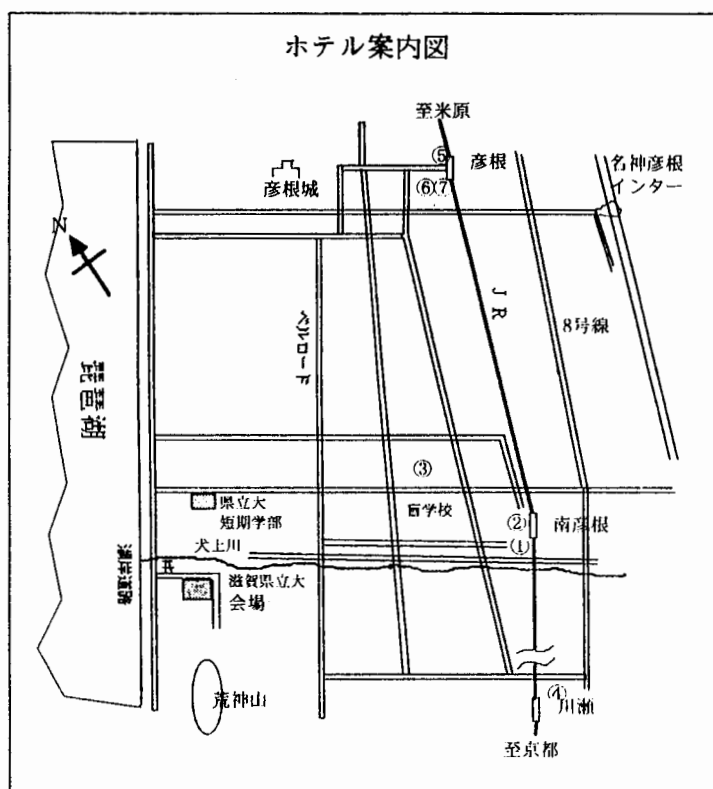 ホテル案内図
至米原
⑤
彦根
名神彦根
インター
彦根城
⑥⑦
N
JR
8号線
ベルロード
琵琶湖
③
県立大
短期学部
盲学校
②
南彦根
①
犬上川
湖岸道路
滋賀県立大
会場
荒神山
④
川瀬
至京都